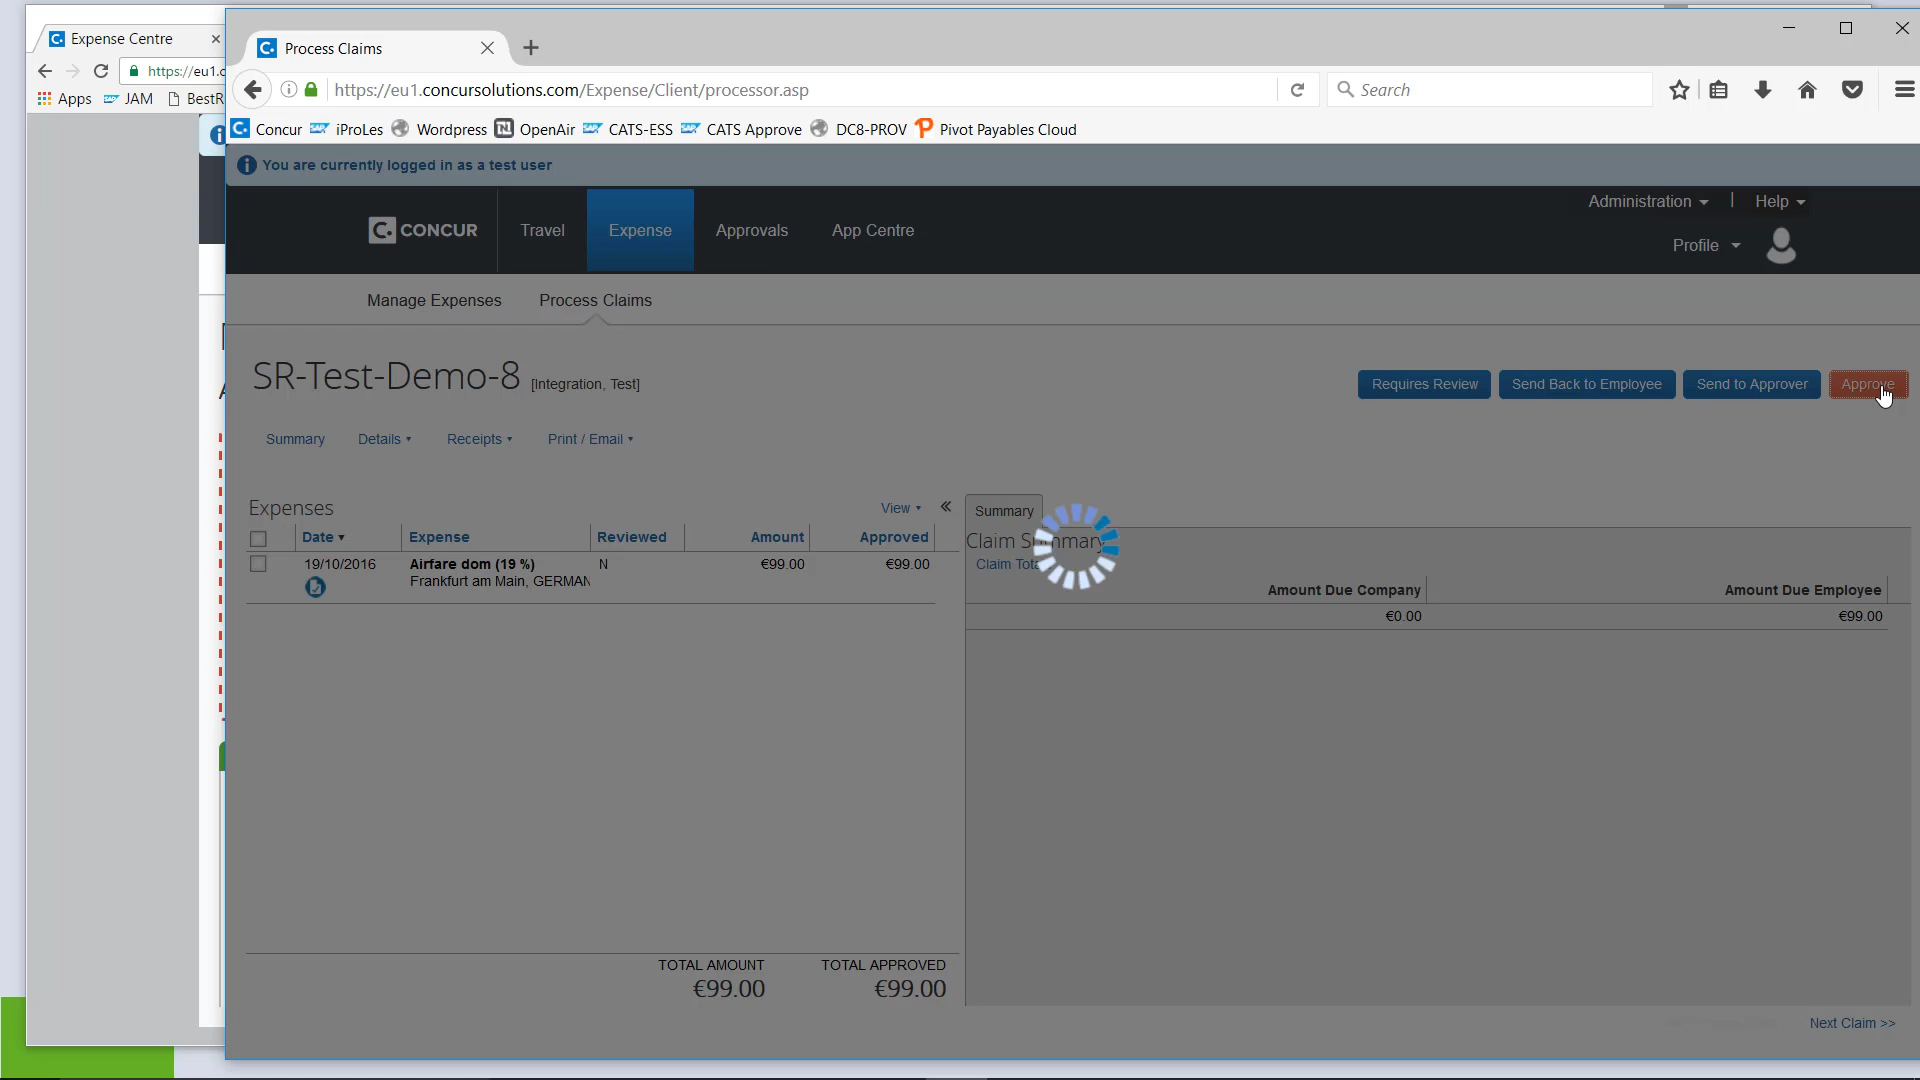 Expense Centre
https://eu1.c
Apps JAM BestR
Process Claims
https://eu1.concursolutions.com/Expense/Client/processor.asp
Search
Concur iProLes Wordpress OpenAir CATS-ESS CATS Approve DC8-PROV Pivot Payables Cloud
You are currently logged in as a test user
Administration | Help
CONCUR Travel Expense Approvals App Centre
Profile
Manage Expenses Process Claims
SR-Test-Demo-8 [Integration, Test]
Requires Review Send Back to Employee Send to Approver Approve
Summary Details Receipts Print / Email
Expenses View «
Summary
Date Expense Reviewed Amount Approved
Claim Summary
19/10/2016 Airfare dom (19 %) N €99.00 €99.00
Claim Tot
Frankfurt am Main, GERMAN
Amount Due Company Amount Due Employee
€0.00 €99.00
TOTAL AMOUNT TOTAL APPROVED
€99.00 €99.00
Next Claim >>